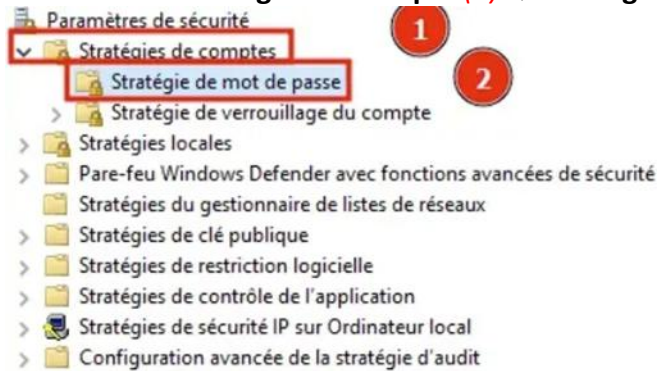 Paramètres de sécurité
1
Stratégies de comptes
Stratégie de mot de passe
2
Stratégie de verrouillage du compte
Stratégies locales
Pare-feu Windows Defender avec fonctions avancées de sécurité
Stratégies du gestionnaire de listes de réseaux
Stratégies de clé publique
Stratégies de restriction logicielle
Stratégies de contrôle de l'application
Stratégies de sécurité IP sur Ordinateur local
Configuration avancée de la stratégie d'audit